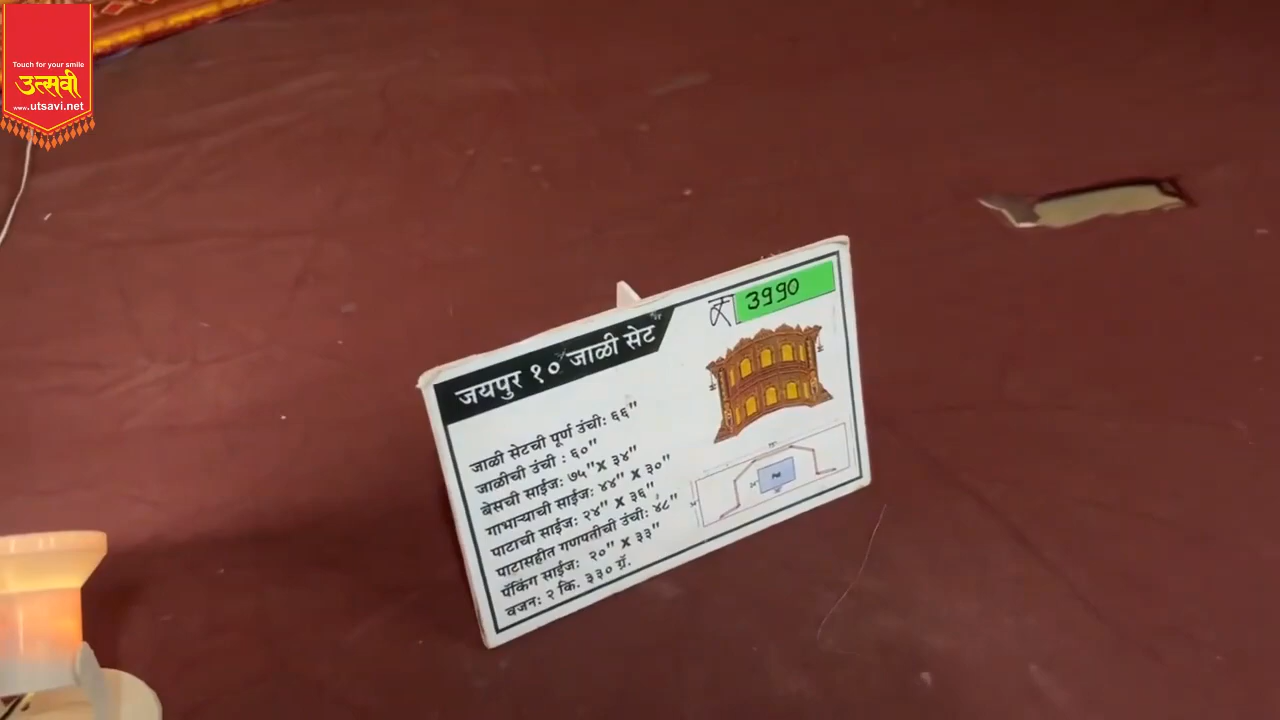 Touch for your smile
उत्सवी
www.utsavi.net
₹ 3990
जयपुर १० जाळी सेट
जाळी सेटची पूर्ण उंची: ६६"
जाळीची उंची : ६०"
बेसची साईज: ७५" X ३४"
गाभाऱ्याची साईज: ४४" X ३०"
पाटाची साईज: २४" X ३६"
पाटासहीत गणपतीची उंची: ४८"
पॅकिंग साईज: २०" X ३३"
वजन: २ कि. ३३० ग्रॅ.